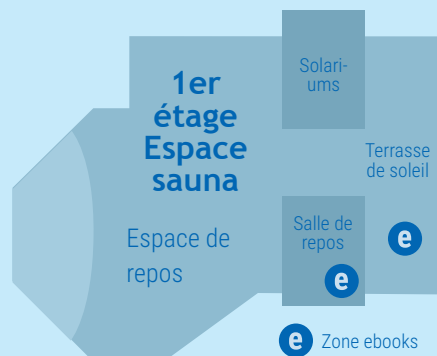 1er
étage
Espace
sauna
Solari-
ums
Terrasse
de soleil
Espace de
repos
Salle de
repos
e
e
e Zone ebooks